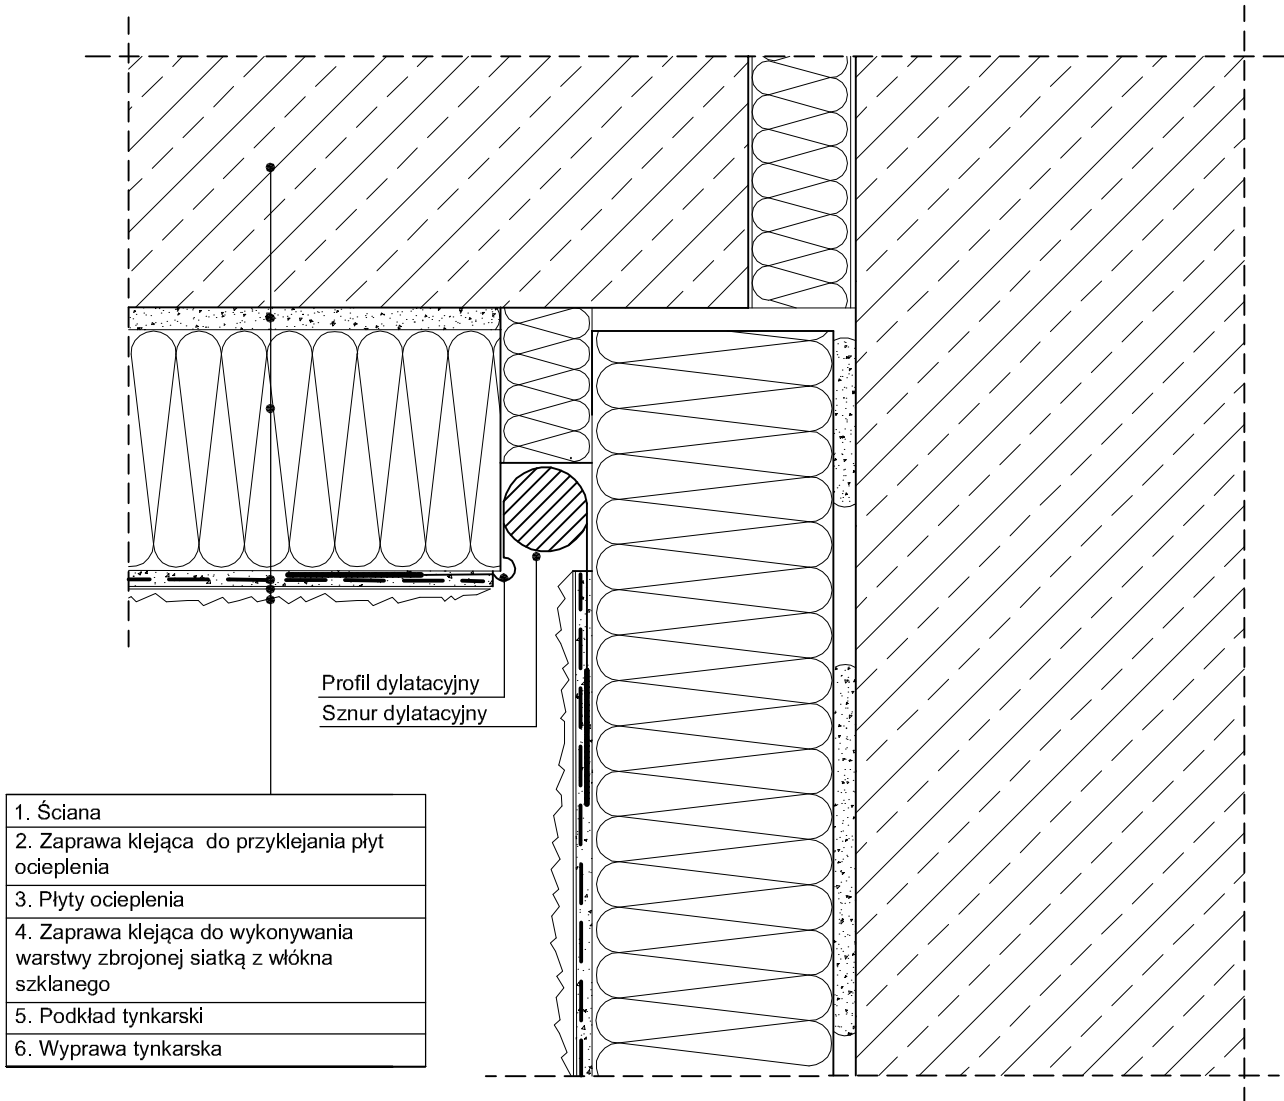 Profil dylatacyjny
Sznur dylatacyjny
1. Ściana
2. Zaprawa klejąca do przyklejania płyt
ocieplenia
3. Płyty ocieplenia
4. Zaprawa klejąca do wykonywania
warstwy zbrojonej siatką z włókna
szklanego
5. Podkład tynkarski
6. Wyprawa tynkarska